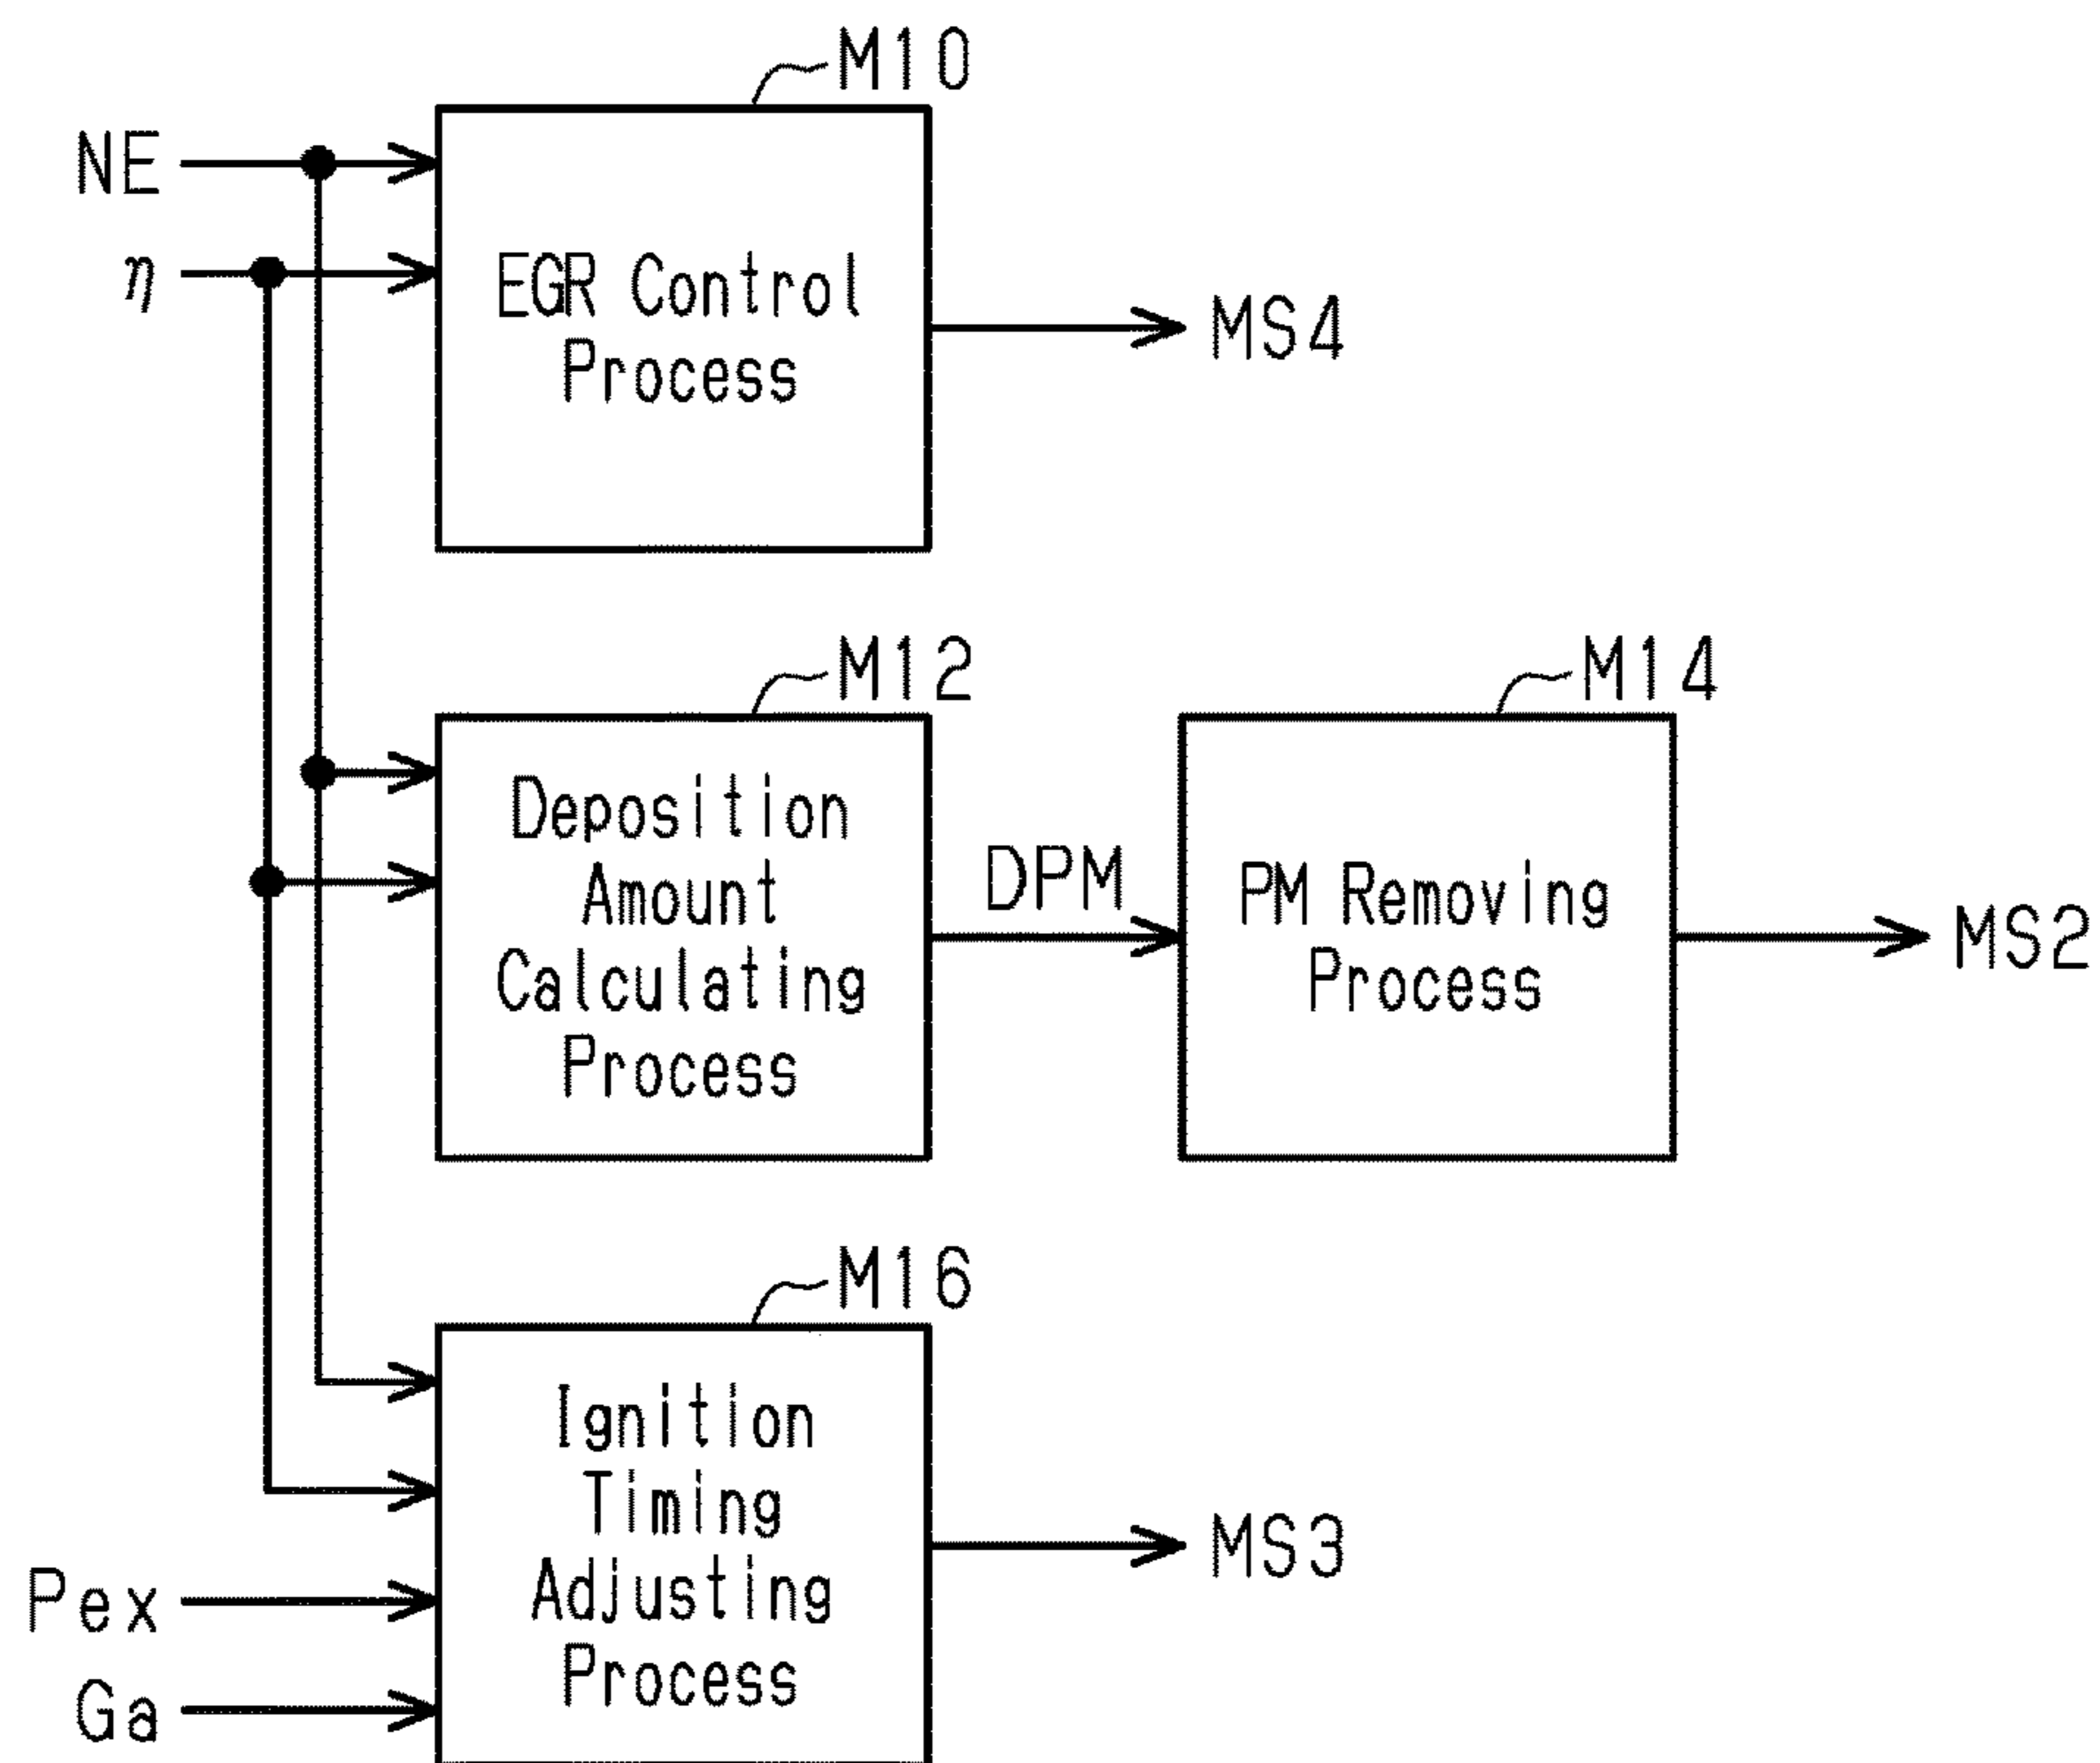 M10
NE
η
EGR Control
Process
MS4
M12
M14
Deposition
Amount
Calculating
Process
DPM
PM Removing
Process
MS2
M16
Ignition
Timing
Adjusting
Process
Pex
Ga
MS3